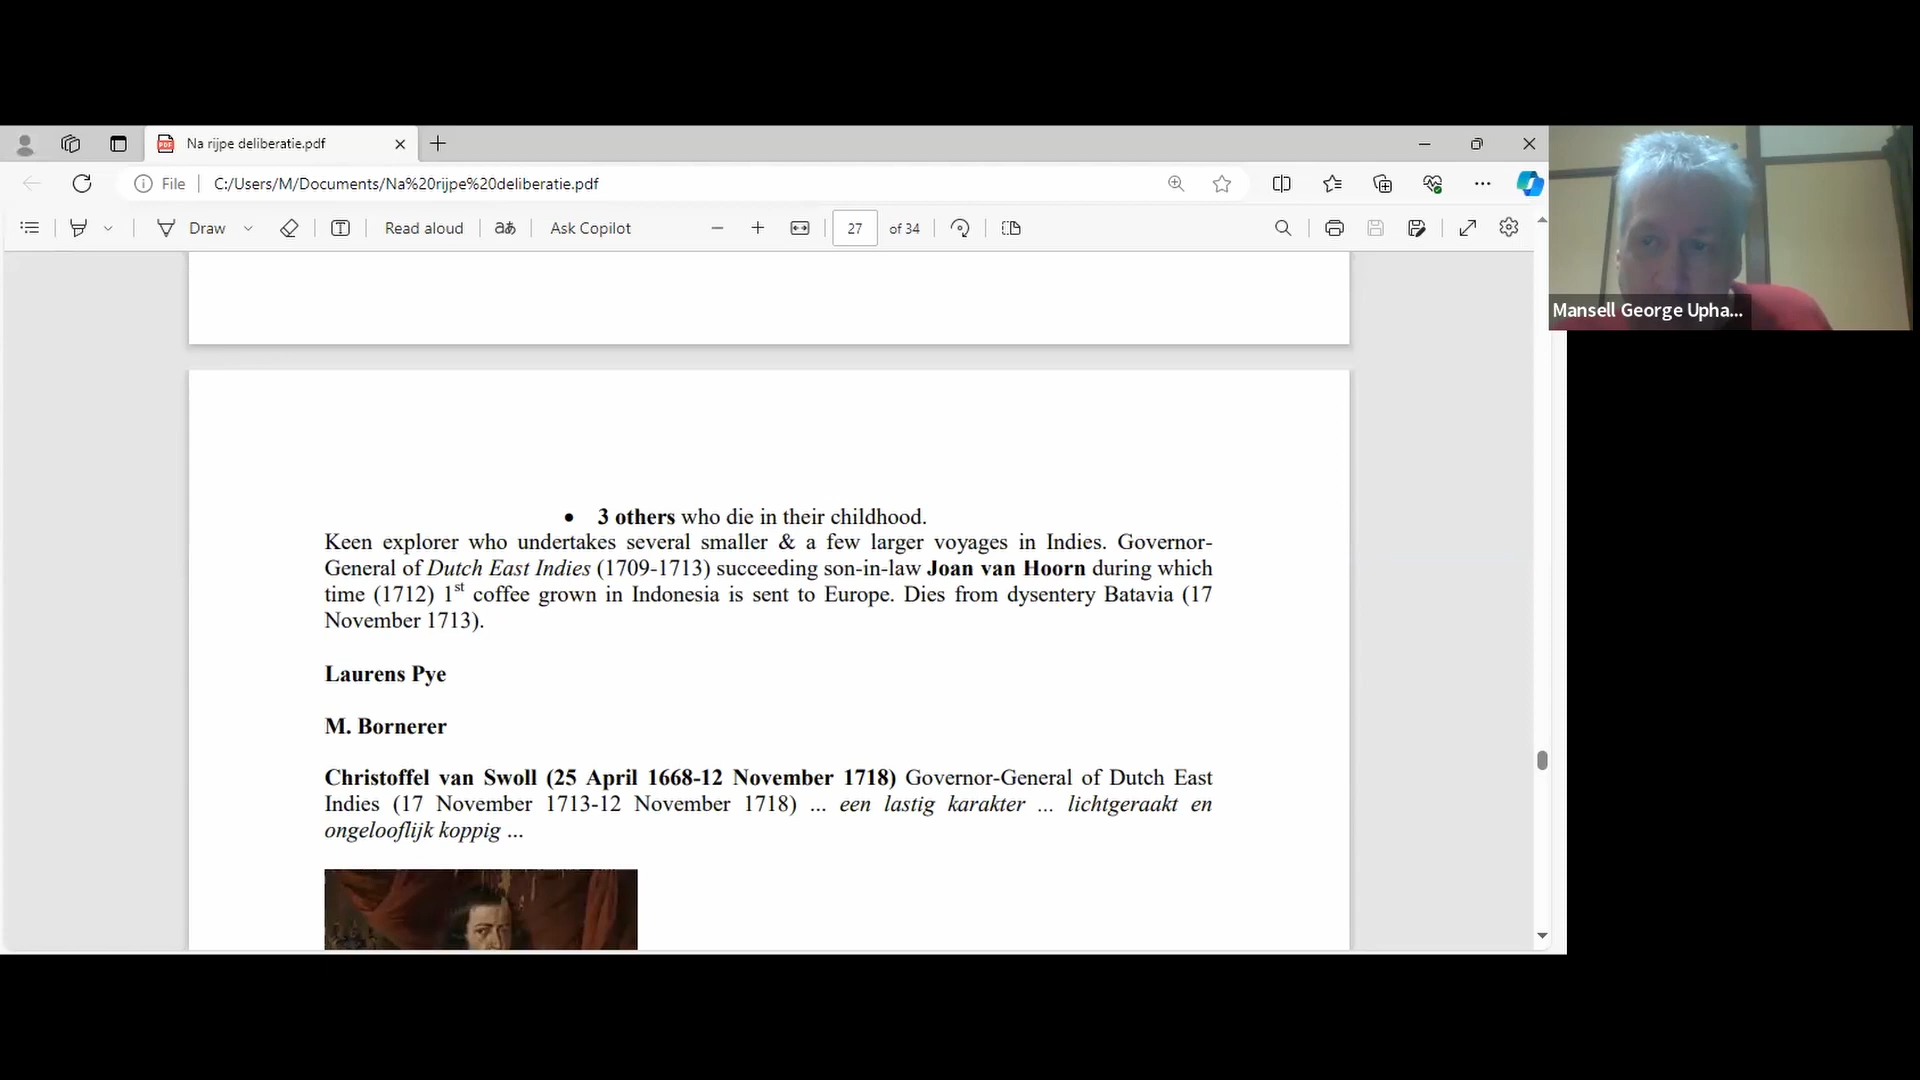 Na rijpe deliberatie.pdf
File C:/Users/M/Documents/Na%20rijpe%20deliberatie.pdf
Draw Read aloud aあ Ask Copilot 27 of 34
Mansell George Upha...
• 3 others who die in their childhood.
Keen explorer who undertakes several smaller & a few larger voyages in Indies. Governor-
General of Dutch East Indies (1709-1713) succeeding son-in-law Joan van Hoorn during which
time (1712) 1st coffee grown in Indonesia is sent to Europe. Dies from dysentery Batavia (17
November 1713).
Laurens Pye
M. Bornerer
Christoffel van Swoll (25 April 1668-12 November 1718) Governor-General of Dutch East
Indies (17 November 1713-12 November 1718) ... een lastig karakter ... lichtgeraakt en
ongelooflijk koppig ...